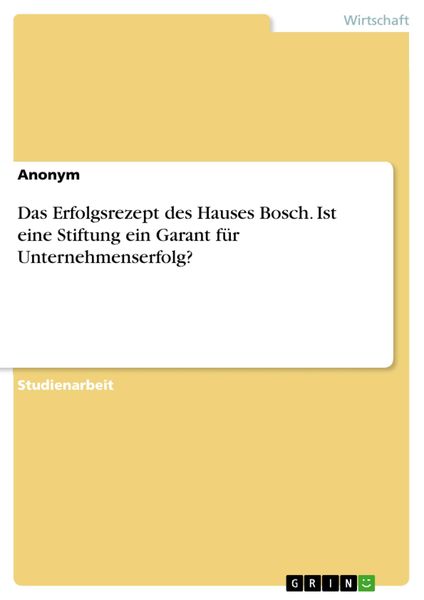 Wirtschaft
Anonym
Das Erfolgsrezept des Hauses Bosch. Ist
eine Stiftung ein Garant für
Unternehmenserfolg?
Studienarbeit
GRIN